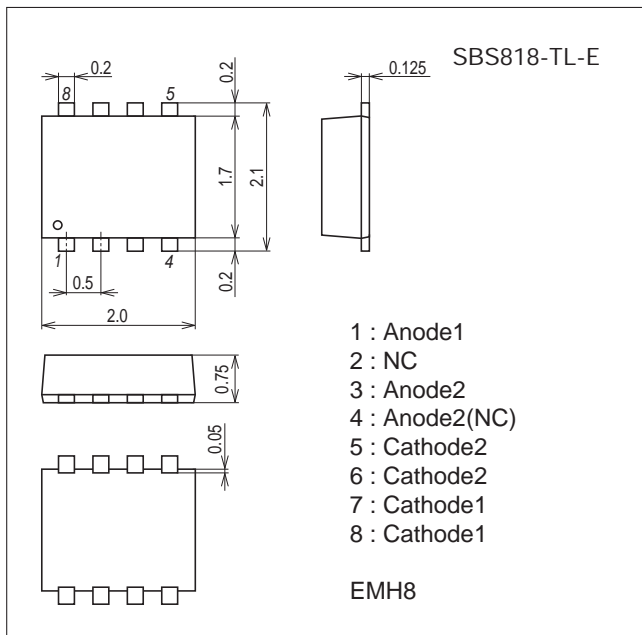 SBS818-TL-E
0.2
8
5
0.2
0.125
1.7
2.1
1
4
0.5
0.2
2.0
0.75
0.05
1 : Anode1
2 : NC
3 : Anode2
4 : Anode2(NC)
5 : Cathode2
6 : Cathode2
7 : Cathode1
8 : Cathode1
EMH8